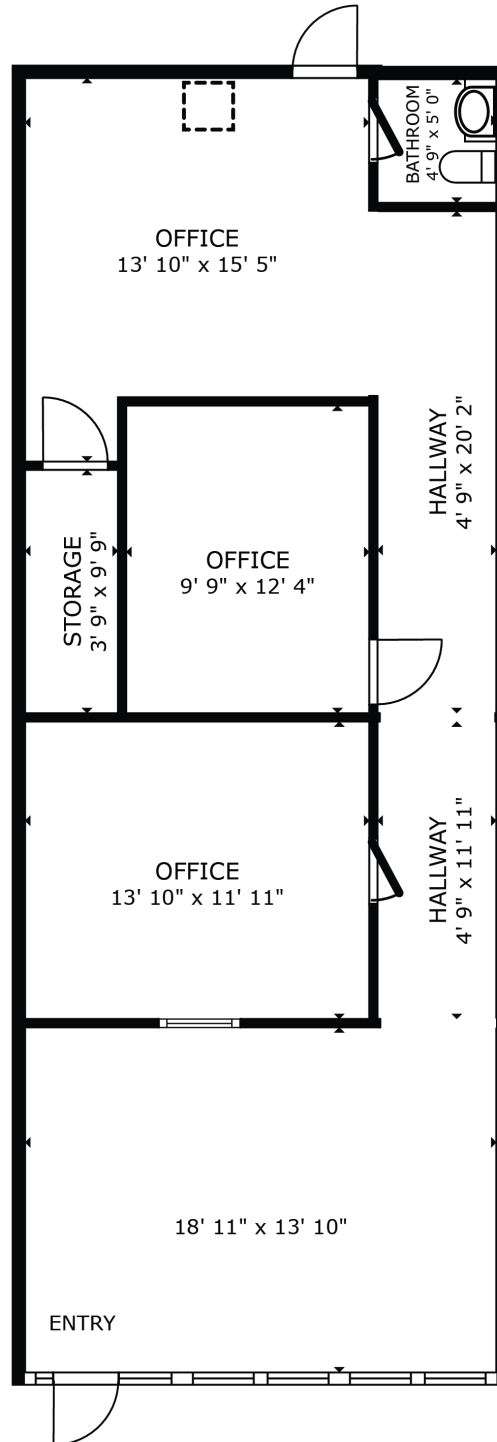 BATHROOM
4' 9" x 5' 0"
OFFICE
13' 10" x 15' 5"
HALLWAY
4' 9" x 20' 2"
STORAGE
3' 9" x 9' 9"
OFFICE
9' 9" x 12' 4"
OFFICE
13' 10" x 11' 11"
HALLWAY
4' 9" x 11' 11"
18' 11" x 13' 10"
ENTRY